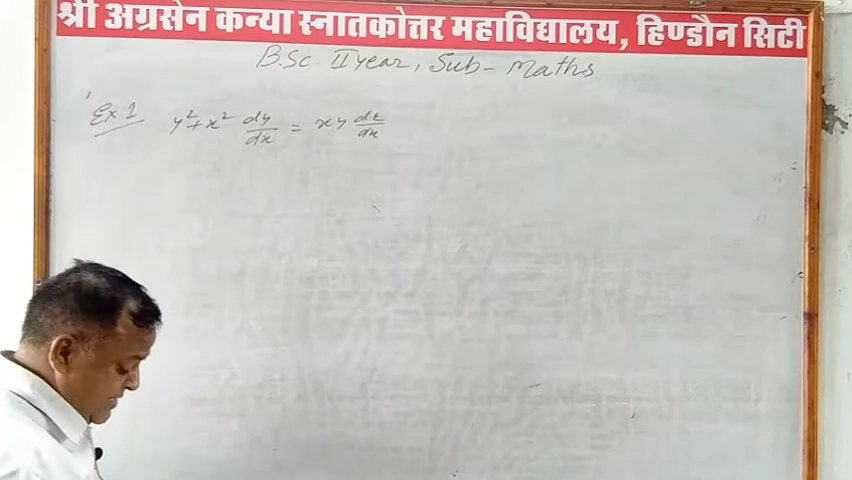 श्री अग्रसेन कन्या स्नातकोत्तर महाविद्यालय, हिण्डौन सिटी
B.Sc. II year, Sub- Maths
Ex 1 y²+x² dy/dx = xy dz/dx